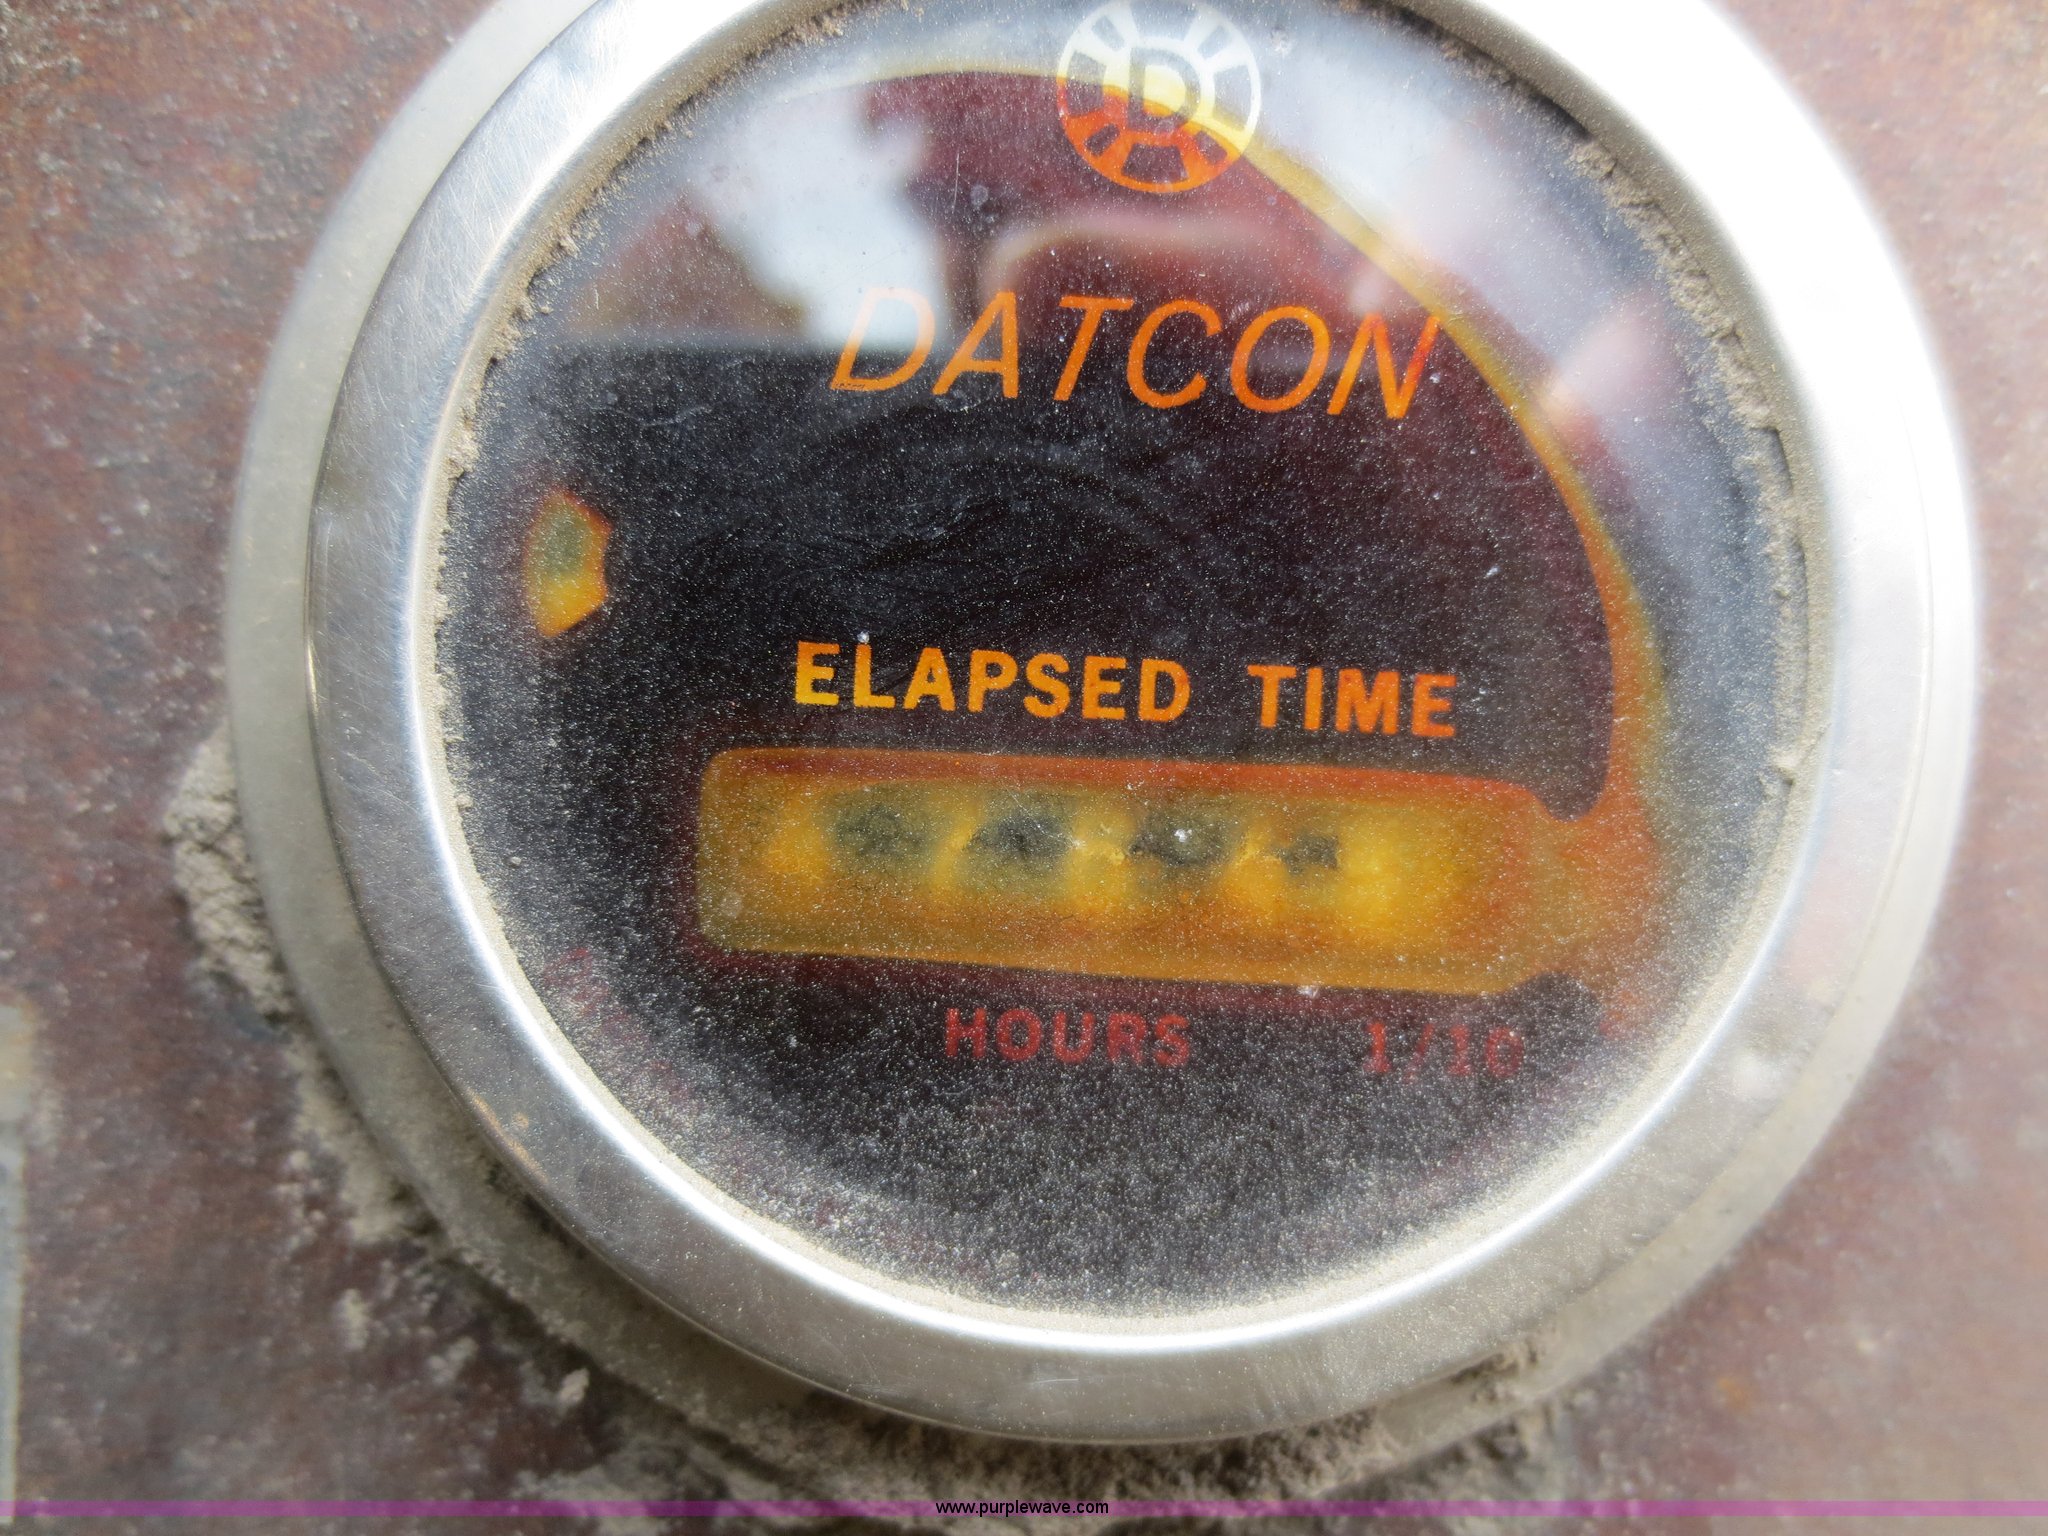 D
DATCON
ELAPSED TIME
HOURS 1/10
www.purplewave.com